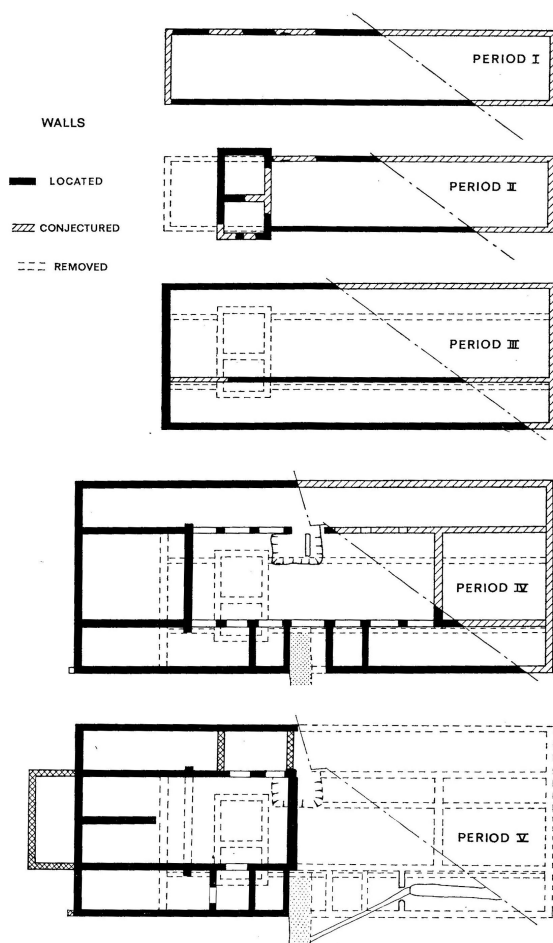 PERIOD I
WALLS
LOCATED
CONJECTURED
REMOVED
PERIOD II
PERIOD III
PERIOD IV
PERIOD V